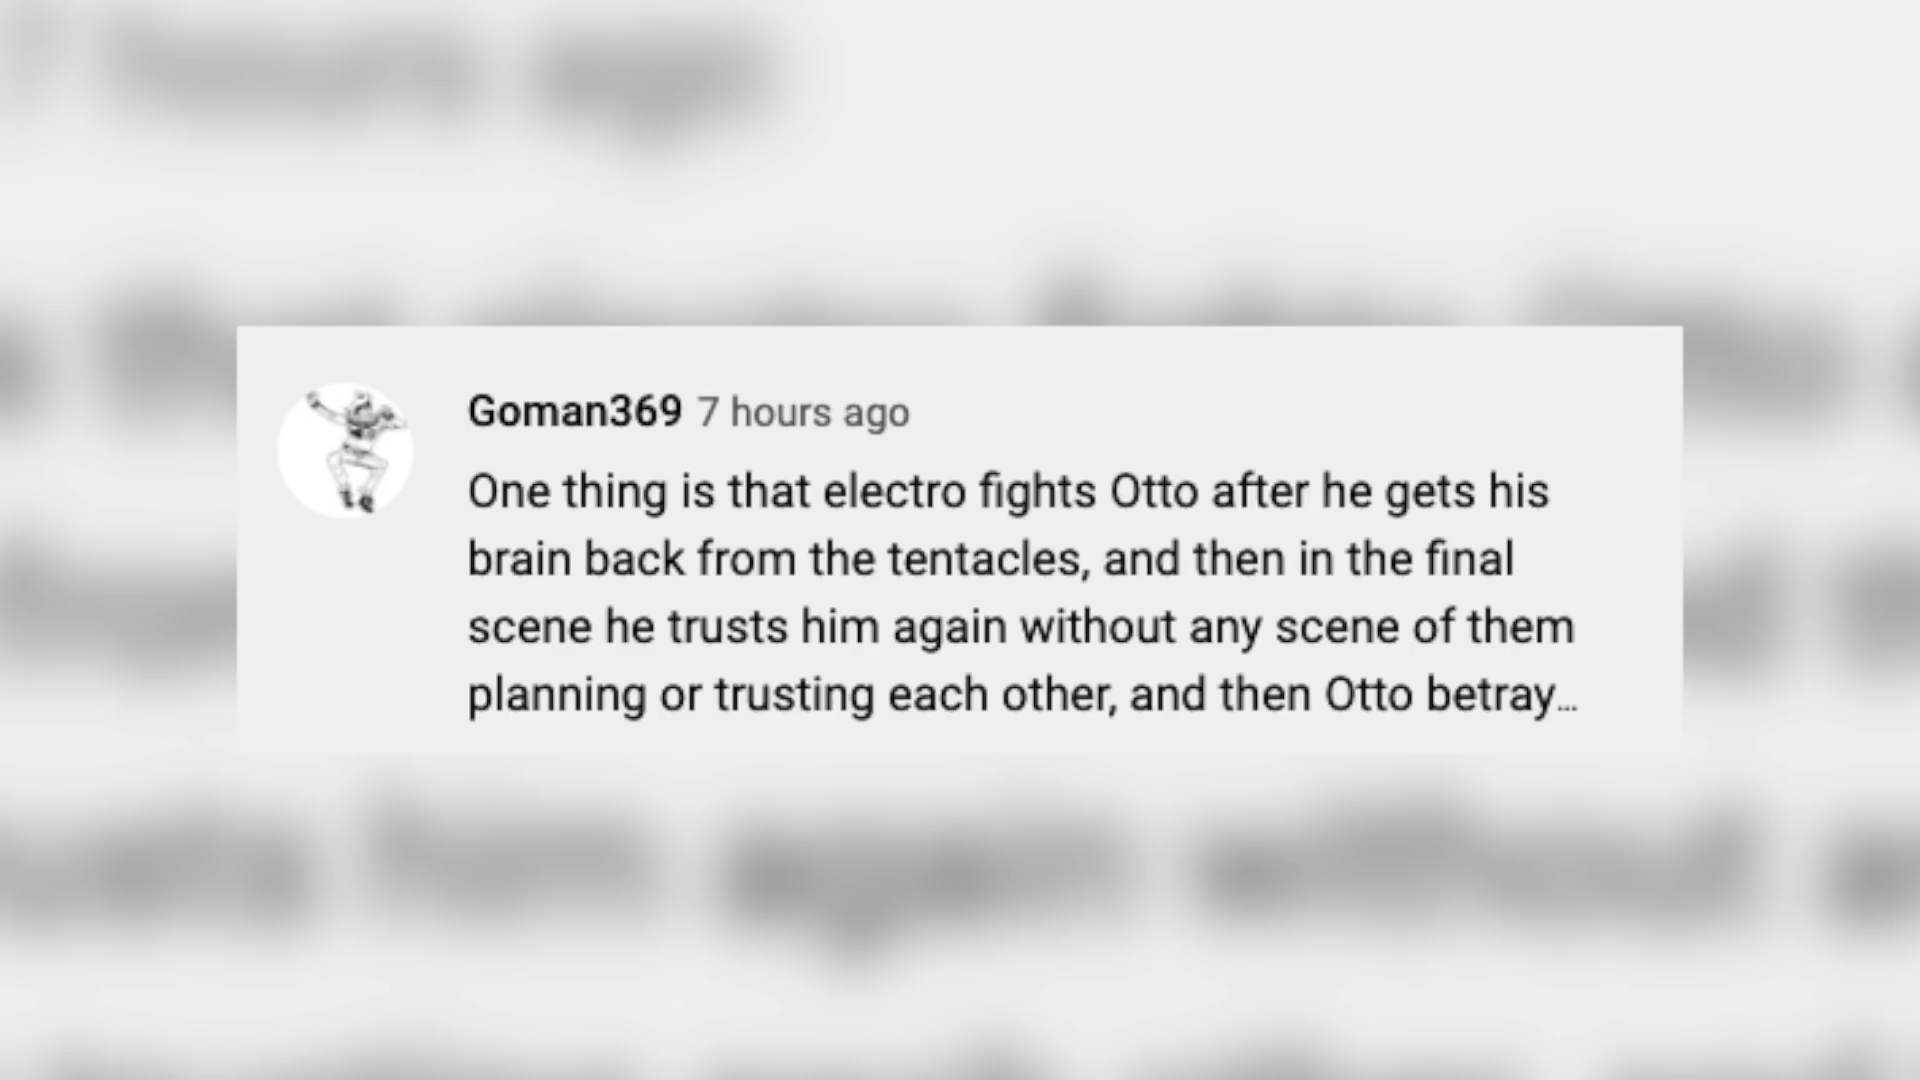 Goman369 7 hours ago
One thing is that electro fights Otto after he gets his
brain back from the tentacles, and then in the final
scene he trusts him again without any scene of them
planning or trusting each other, and then Otto betray...